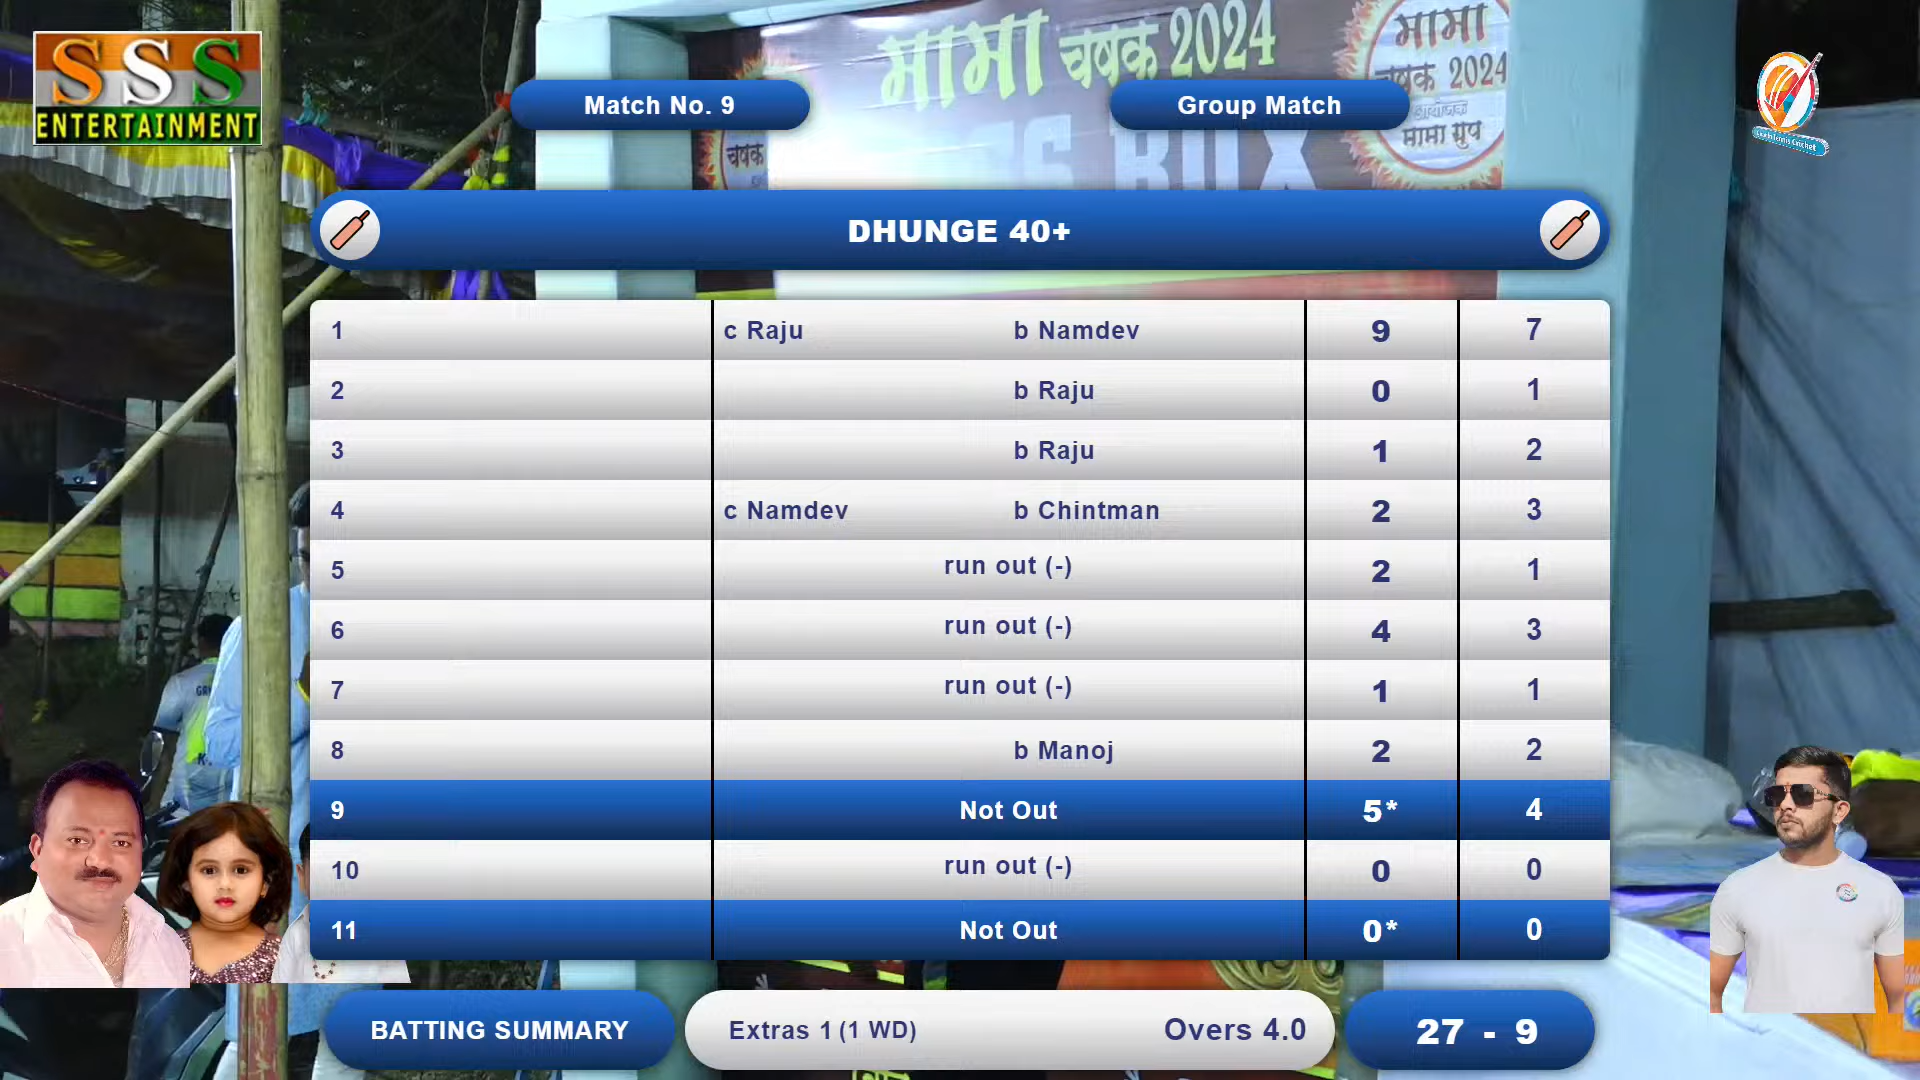 SSS
ENTERTAINMENT
मामा चषक 2024
मामा
चषक 2024
आयोजक
मामा ग्रुप
चषक
BOX
Match No. 9
Group Match
DHUNGE 40+
1 c Raju b Namdev 9 7
2 b Raju 0 1
3 b Raju 1 2
4 c Namdev b Chintman 2 3
5 run out (-) 2 1
6 run out (-) 4 3
7 run out (-) 1 1
8 b Manoj 2 2
9 Not Out 5* 4
10 run out (-) 0 0
11 Not Out 0* 0
BATTING SUMMARY Extras 1 (1 WD) Overs 4.0 27 - 9